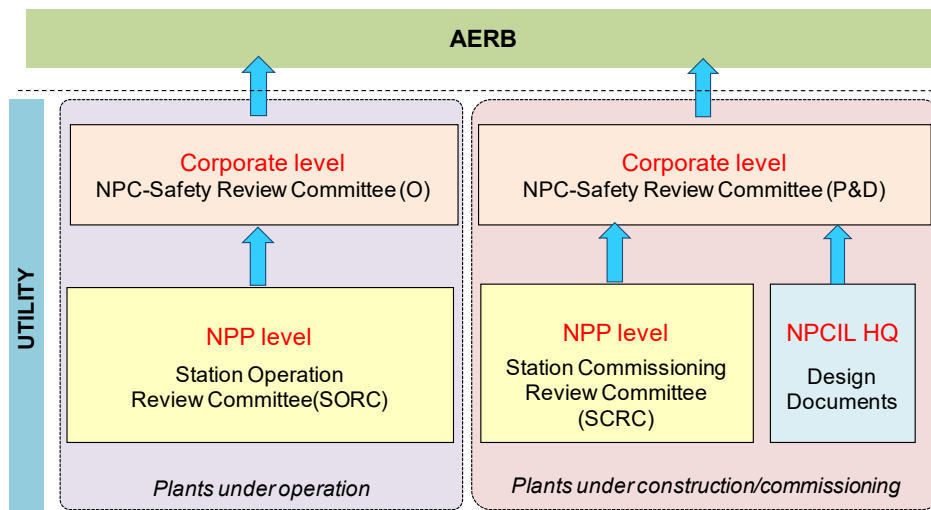 AERB
UTILITY
Corporate level
NPC-Safety Review Committee (O)
NPP level
Station Operation
Review Committee(SORC)
Plants under operation
Corporate level
NPC-Safety Review Committee (P&D)
NPP level
Station Commissioning
Review Committee
(SCRC)
NPCIL HQ
Design
Documents
Plants under construction/commissioning